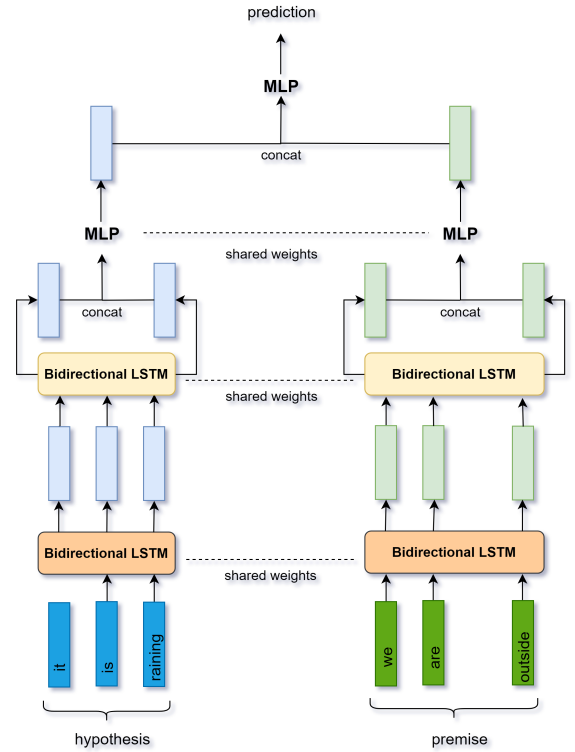 prediction
MLP
concat
MLP
MLP
shared weights
concat
concat
Bidirectional LSTM
Bidirectional LSTM
shared weights
Bidirectional LSTM
Bidirectional LSTM
shared weights
it
is
raining
we
are
outside
hypothesis
premise